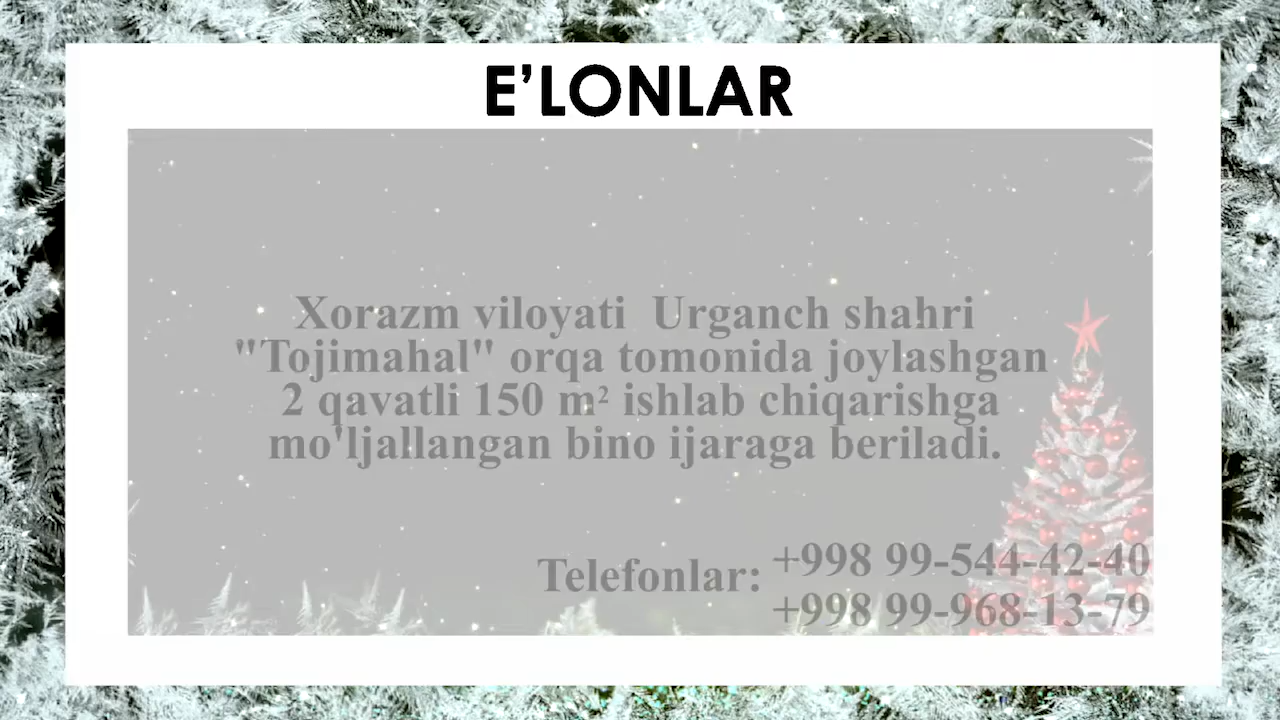 E’LONLAR
Xorazm viloyati Urganch shahri
"Tojimahal" orqa tomonida joylashgan
2 qavatli 150 m² ishlab chiqarishga
mo'ljallangan bino ijaraga beriladi.
Telefonlar: +998 99-544-42-40
+998 99-968-13-79